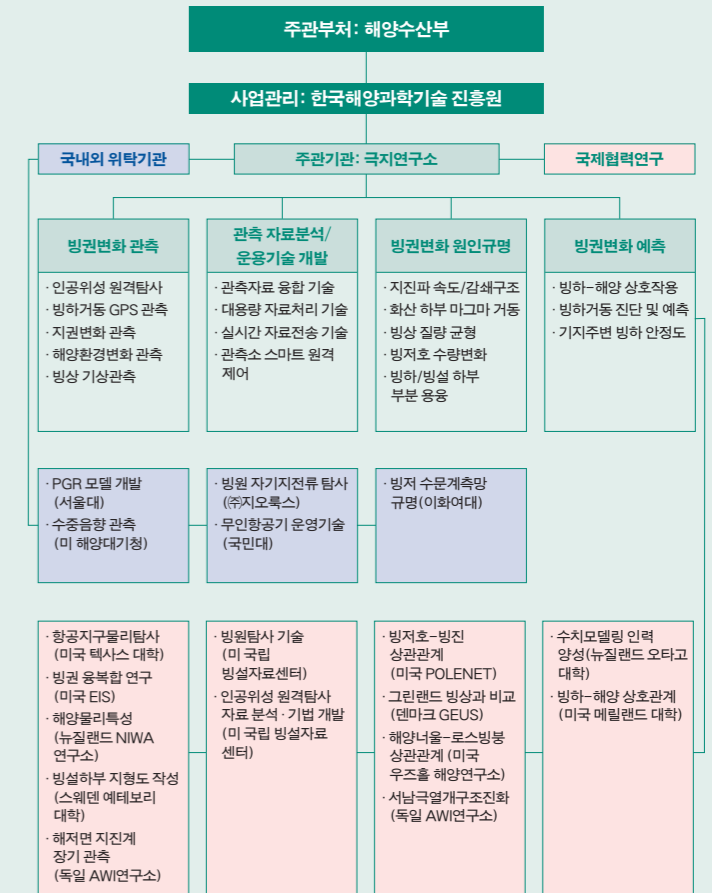 주관부처: 해양수산부
사업관리: 한국해양과학기술 진흥원
국내외 위탁기관
주관기관: 극지연구소
국제협력연구
빙권변화 관측
· 인공위성 원격탐사
· 빙하거동 GPS 관측
· 지권변화 관측
· 해양환경변화 관측
· 빙상 기상관측
관측 자료분석/
운용기술 개발
· 관측자료 융합 기술
· 대용량 자료처리 기술
· 실시간 자료전송 기술
· 관측소 스마트 원격
제어
빙권변화 원인규명
· 지진파 속도/감쇄구조
· 화산 하부 마그마 거동
· 빙상 질량 균형
· 빙저호 수량변화
· 빙하/빙설 하부
부분 용융
빙권변화 예측
· 빙하-해양 상호작용
· 빙하거동 진단 및 예측
· 기지주변 빙하 안정도
· PGR 모델 개발
(서울대)
· 수중음향 관측
(미 해양대기청)
· 빙원 자기지전류 탐사
(㈜지오룩스)
· 무인항공기 운영기술
(국민대)
· 빙저 수문계측망
규명(이화여대)
· 항공지구물리탐사
(미국 텍사스 대학)
· 빙권 융복합 연구
(미국 EIS)
· 해양물리특성
(뉴질랜드 NIWA
연구소)
· 빙설하부 지형도 작성
(스웨덴 예테보리
대학)
· 해저면 지진계
장기 관측
(독일 AWI연구소)
· 빙원탐사 기술
(미 국립
빙설자료센터)
· 인공위성 원격탐사
자료 분석·기법 개발
(미 국립 빙설자료
센터)
· 빙저호-빙진
상관관계
(미국 POLENET)
· 그린랜드 빙상과 비교
(덴마크 GEUS)
· 해양너울-로스빙붕
상관관계 (미국
우즈홀 해양연구소)
· 서남극열개구조진화
(독일 AWI연구소)
· 수치모델링 인력
양성(뉴질랜드 오타고
대학)
· 빙하-해양 상호관계
(미국 메릴랜드 대학)